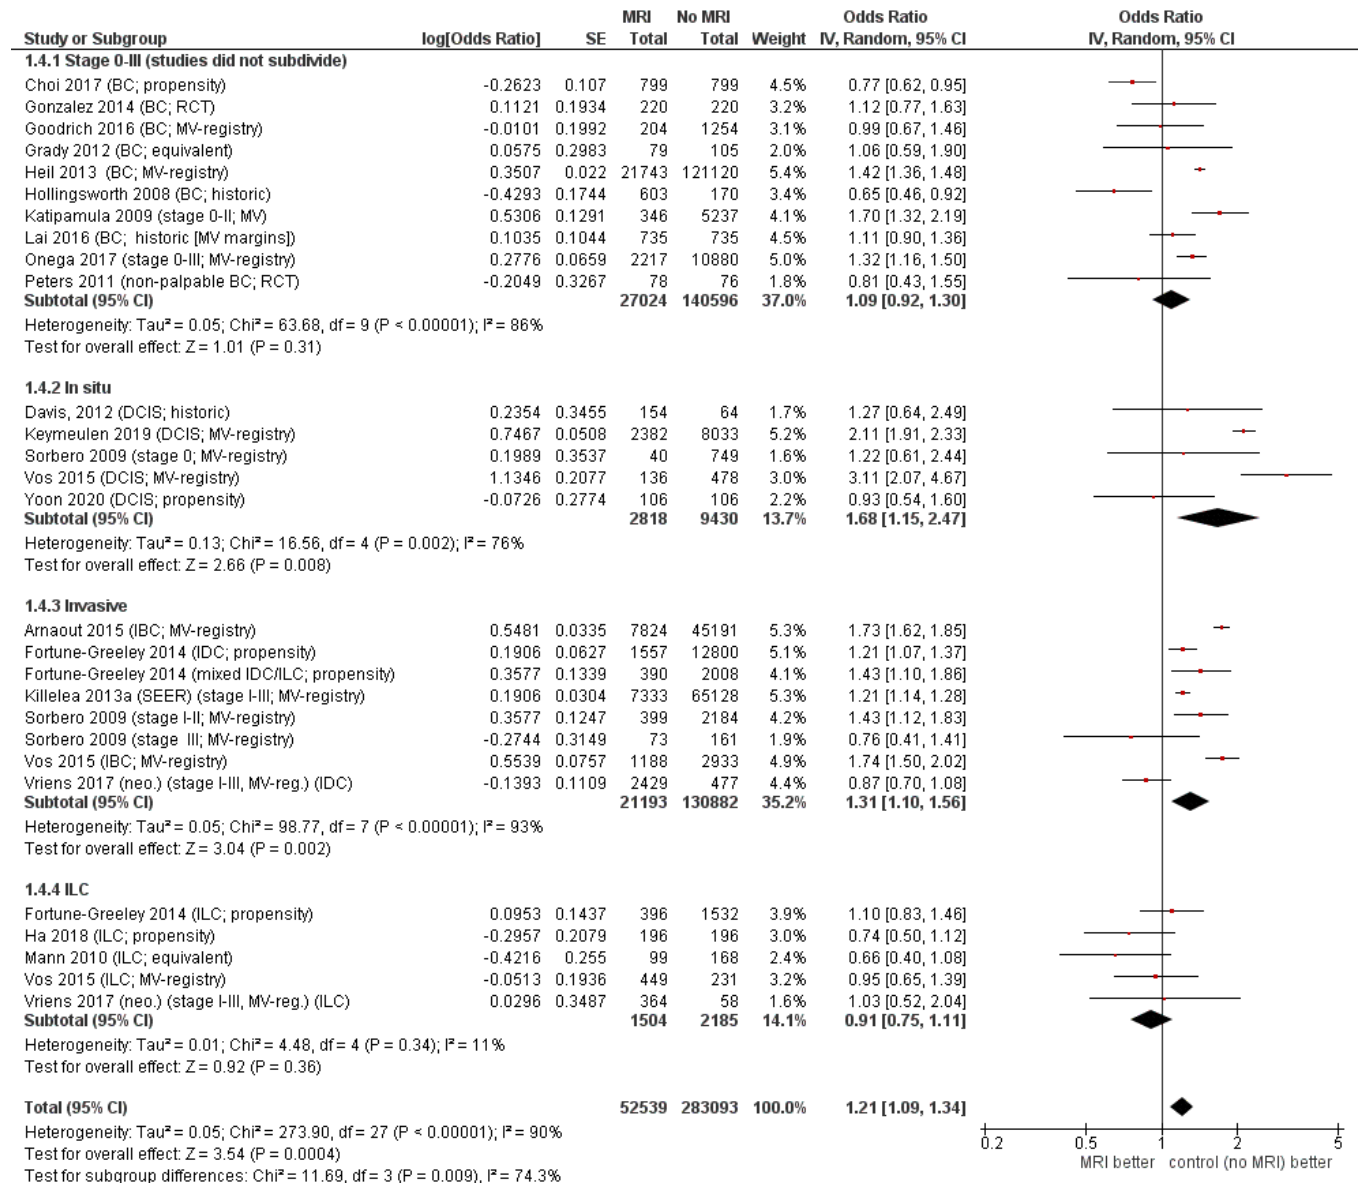 MRI No MRI Odds Ratio Odds Ratio
Study or Subgroup log[Odds Ratio] SE Total Total Weight IV, Random, 95% CI IV, Random, 95% CI
1.4.1 Stage 0-III (studies did not subdivide)
Choi 2017 (BC; propensity) -0.2623 0.107 799 799 4.5% 0.77 [0.62, 0.95]
Gonzalez 2014 (BC; RCT) 0.1121 0.1934 220 220 3.2% 1.12 [0.77, 1.63]
Goodrich 2016 (BC; MV-registry) -0.0101 0.1992 204 1254 3.1% 0.99 [0.67, 1.46]
Grady 2012 (BC; equivalent) 0.0575 0.2983 79 105 2.0% 1.06 [0.59, 1.90]
Heil 2013 (BC; MV-registry) 0.3507 0.022 21743 121120 5.4% 1.42 [1.36, 1.48]
Hollingsworth 2008 (BC; historic) -0.4293 0.1744 603 170 3.4% 0.65 [0.46, 0.92]
Katipamula 2009 (stage 0-II; MV) 0.5306 0.1291 346 5237 4.1% 1.70 [1.32, 2.19]
Lai 2016 (BC; historic [MV margins]) 0.1035 0.1044 735 735 4.5% 1.11 [0.90, 1.36]
Onega 2017 (stage 0-III; MV-registry) 0.2776 0.0659 2217 10880 5.0% 1.32 [1.16, 1.50]
Peters 2011 (non-palpable BC; RCT) -0.2049 0.3267 78 76 1.8% 0.81 [0.43, 1.55]
Subtotal (95% CI) 27024 140596 37.0% 1.09 [0.92, 1.30]
Heterogeneity: Tau² = 0.05; Chi² = 63.68, df = 9 (P < 0.00001); I² = 86%
Test for overall effect: Z = 1.01 (P = 0.31)
1.4.2 In situ
Davis, 2012 (DCIS; historic) 0.2354 0.3455 154 64 1.7% 1.27 [0.64, 2.49]
Keymeulen 2019 (DCIS; MV-registry) 0.7467 0.0508 2382 8033 5.2% 2.11 [1.91, 2.33]
Sorbero 2009 (stage 0; MV-registry) 0.1989 0.3537 40 749 1.6% 1.22 [0.61, 2.44]
Vos 2015 (DCIS; MV-registry) 1.1346 0.2077 136 478 3.0% 3.11 [2.07, 4.67]
Yoon 2020 (DCIS; propensity) -0.0726 0.2774 106 106 2.2% 0.93 [0.54, 1.60]
Subtotal (95% CI) 2818 9430 13.7% 1.68 [1.15, 2.47]
Heterogeneity: Tau² = 0.13; Chi² = 16.56, df = 4 (P = 0.002); I² = 76%
Test for overall effect: Z = 2.66 (P = 0.008)
1.4.3 Invasive
Arnaout 2015 (IBC; MV-registry) 0.5481 0.0335 7824 45191 5.3% 1.73 [1.62, 1.85]
Fortune-Greeley 2014 (IDC; propensity) 0.1906 0.0627 1557 12800 5.1% 1.21 [1.07, 1.37]
Fortune-Greeley 2014 (mixed IDC/ILC; propensity) 0.3577 0.1339 390 2008 4.1% 1.43 [1.10, 1.86]
Killelea 2013a (SEER) (stage I-III; MV-registry) 0.1906 0.0304 7333 65128 5.3% 1.21 [1.14, 1.28]
Sorbero 2009 (stage I-II; MV-registry) 0.3577 0.1247 399 2184 4.2% 1.43 [1.12, 1.83]
Sorbero 2009 (stage III; MV-registry) -0.2744 0.3149 73 161 1.9% 0.76 [0.41, 1.41]
Vos 2015 (IBC; MV-registry) 0.5539 0.0757 1188 2933 4.9% 1.74 [1.50, 2.02]
Vriens 2017 (neo.) (stage I-III, MV-reg.) (IDC) -0.1393 0.1109 2429 477 4.4% 0.87 [0.70, 1.08]
Subtotal (95% CI) 21193 130882 35.2% 1.31 [1.10, 1.56]
Heterogeneity: Tau² = 0.05; Chi² = 98.77, df = 7 (P < 0.00001); I² = 93%
Test for overall effect: Z = 3.04 (P = 0.002)
1.4.4 ILC
Fortune-Greeley 2014 (ILC; propensity) 0.0953 0.1437 396 1532 3.9% 1.10 [0.83, 1.46]
Ha 2018 (ILC; propensity) -0.2957 0.2079 196 196 3.0% 0.74 [0.50, 1.12]
Mann 2010 (ILC; equivalent) -0.4216 0.255 99 168 2.4% 0.66 [0.40, 1.08]
Vos 2015 (ILC; MV-registry) -0.0513 0.1936 449 231 3.2% 0.95 [0.65, 1.39]
Vriens 2017 (neo.) (stage I-III, MV-reg.) (ILC) 0.0296 0.3487 364 58 1.6% 1.03 [0.52, 2.04]
Subtotal (95% CI) 1504 2185 14.1% 0.91 [0.75, 1.11]
Heterogeneity: Tau² = 0.01; Chi² = 4.48, df = 4 (P = 0.34); I² = 11%
Test for overall effect: Z = 0.92 (P = 0.36)
Total (95% CI) 52539 283093 100.0% 1.21 [1.09, 1.34]
Heterogeneity: Tau² = 0.05; Chi² = 273.90, df = 27 (P < 0.00001); I² = 90%
Test for overall effect: Z = 3.54 (P = 0.0004)
Test for subgroup differences: Chi² = 11.69, df = 3 (P = 0.009), I² = 74.3%
0.2 0.5 1 2 5
MRI better control (no MRI) better